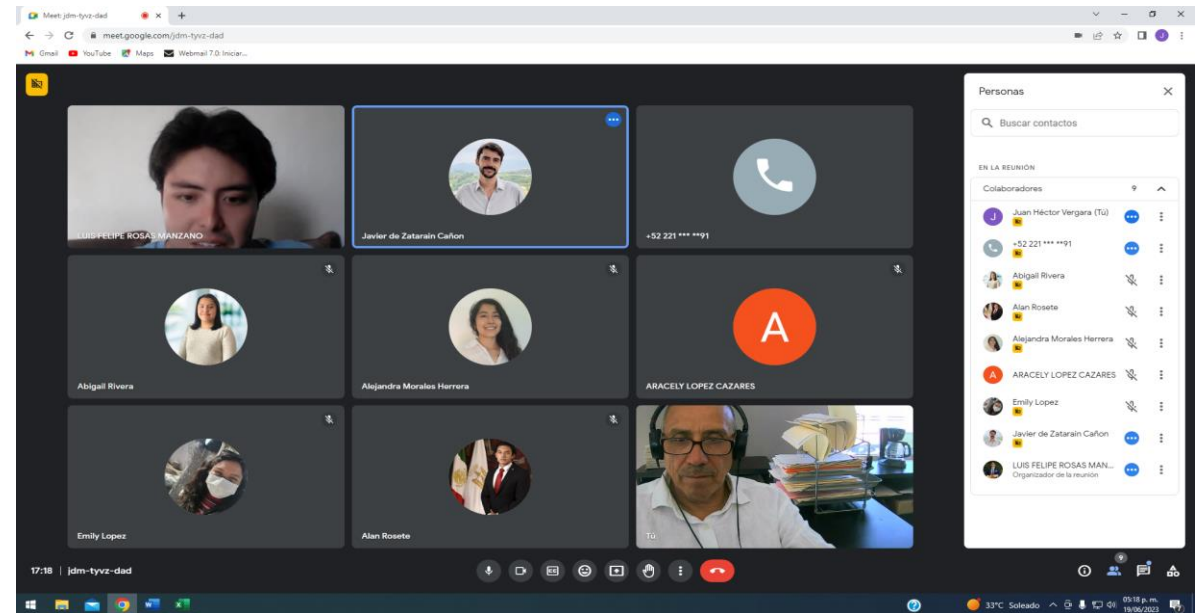 Meet: jdm-tyvz-dad
meet.google.com/jdm-tyvz-dad
Gmail
YouTube
Maps
Webmail 7.0: Iniciar...
LUIS FELIPE ROSAS MANZANO
Javier de Zatarain Cañon
+52 221 *** **91
Abigail Rivera
Alejandra Morales Herrera
A
ARACELY LOPEZ CAZARES
Emily Lopez
Alan Rosete
Tú
Personas
Buscar contactos
EN LA REUNIÓN
Colaboradores 9
J Juan Héctor Vergara (Tú)
+52 221 *** **91
Abigail Rivera
Alan Rosete
Alejandra Morales Herrera
A ARACELY LOPEZ CAZARES
Emily Lopez
Javier de Zatarain Cañon
LUIS FELIPE ROSAS MAN...
Organizador de la reunión
17:18 | jdm-tyvz-dad
9
33°C Soleado
05:18 p. m.
19/06/2023